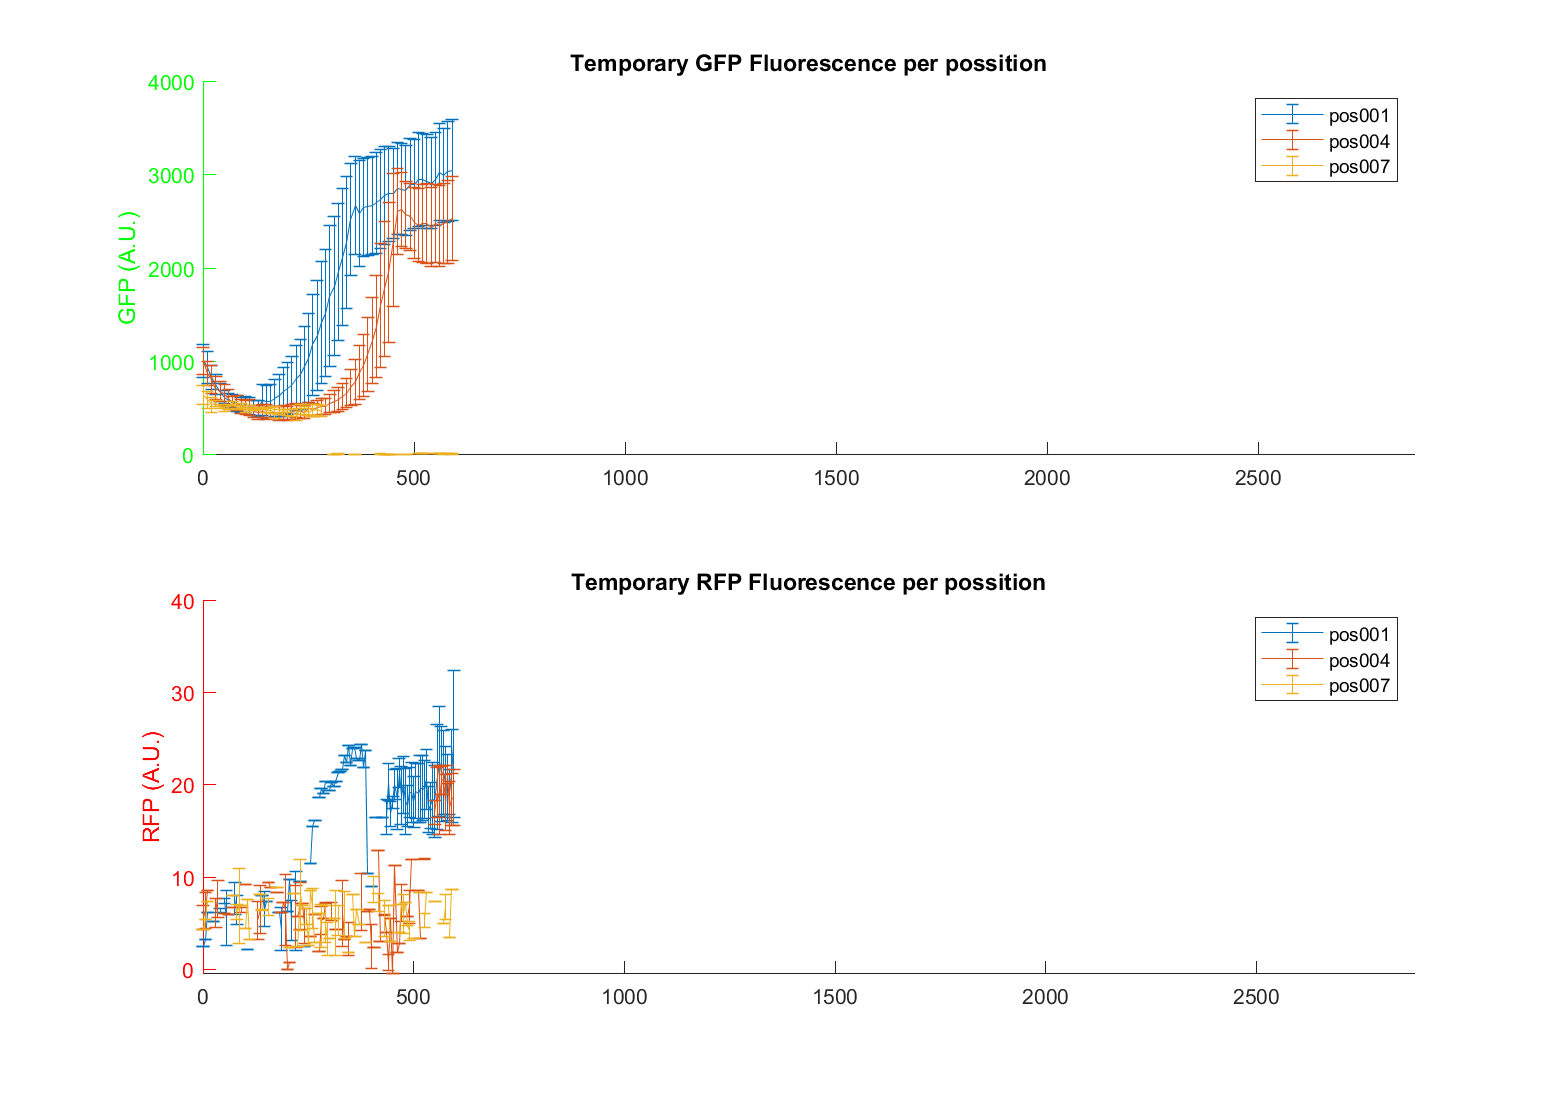 Temporary GFP Fluorescence per possition
4000
3000
2000
1000
0
GFP (A.U.)
pos001
pos004
pos007
0 500 1000 1500 2000 2500
Temporary RFP Fluorescence per possition
40
30
20
10
0
RFP (A.U.)
pos001
pos004
pos007
0 500 1000 1500 2000 2500